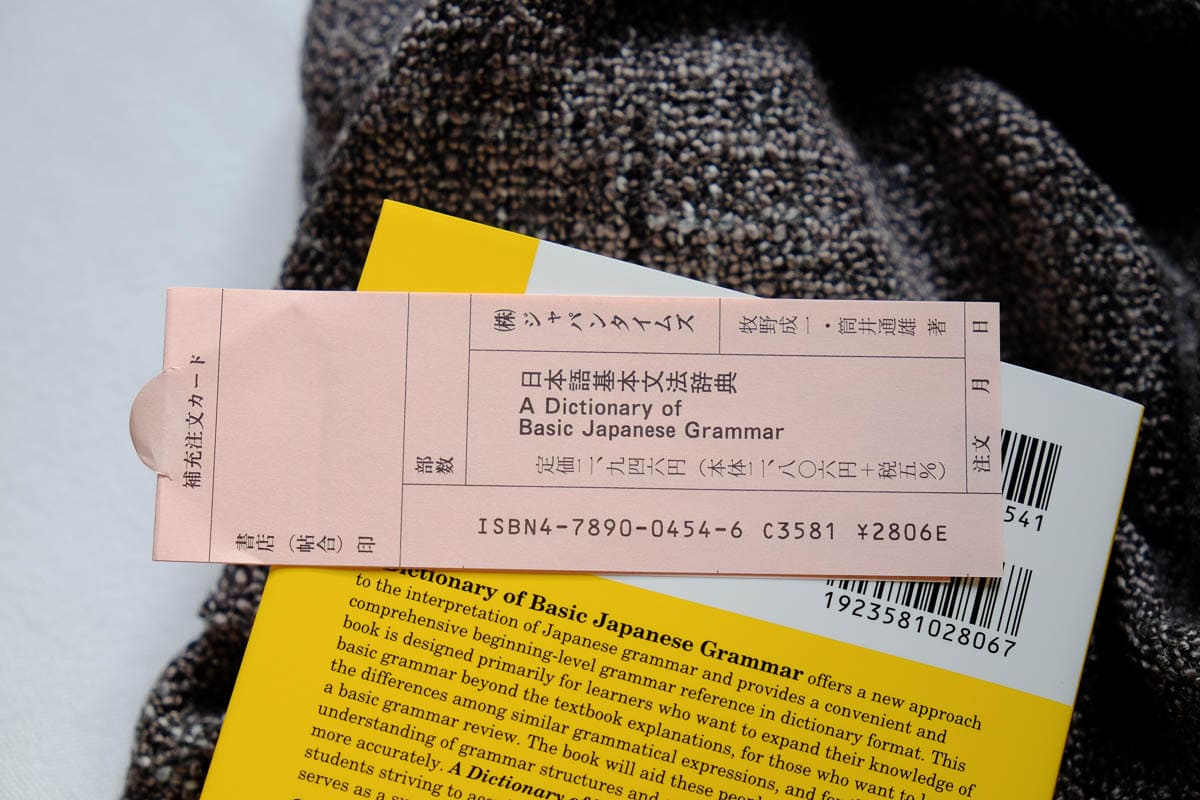 補充注文カード
書店(帖合)印
部数
㈱ジャパンタイムズ
牧野成一・筒井通雄 著
日本語基本文法辞典
A Dictionary of
Basic Japanese Grammar
定価二、九四六円(本体二、八〇六円+税五%)
注文 月 日
ISBN4-7890-0454-6 C3581 ¥2806E
541
1923581028067
Dictionary of Basic Japanese Grammar offers a new approach
to the interpretation of Japanese grammar and provides a convenient and
comprehensive beginning-level grammar reference in dictionary format. This
book is designed primarily for learners who want to expand their knowledge of
basic grammar beyond the textbook explanations, for those who want to
the differences among similar grammatical expressions, and for
a basic grammar review. The book will aid these
understanding of grammar structures and
more accurately. A Dictionary of
students striving to
serves as a